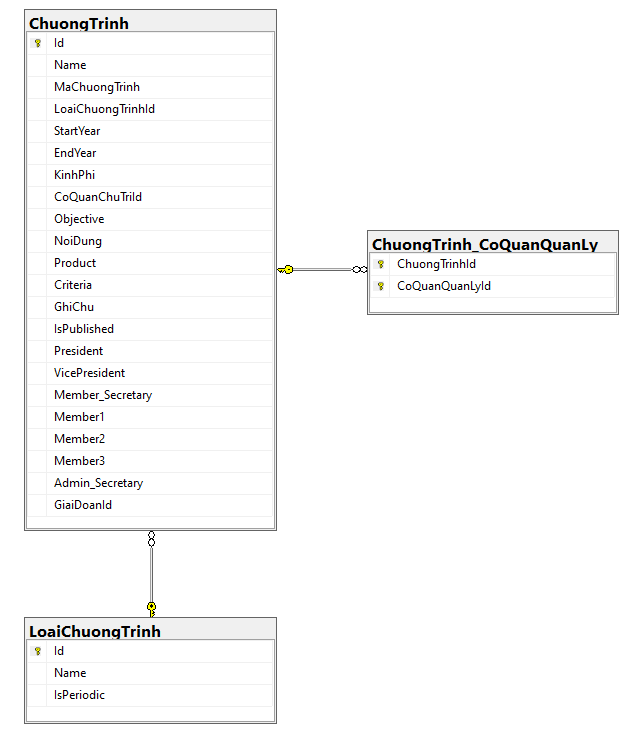 ChuongTrinh
Id
Name
MaChuongTrinh
LoaiChuongTrinhId
StartYear
EndYear
KinhPhi
CoQuanChuTriId
Objective
NoiDung
Product
Criteria
GhiChu
IsPublished
President
VicePresident
Member_Secretary
Member1
Member2
Member3
Admin_Secretary
GiaiDoanId
ChuongTrinh_CoQuanQuanLy
ChuongTrinhId
CoQuanQuanLyId
LoaiChuongTrinh
Id
Name
IsPeriodic